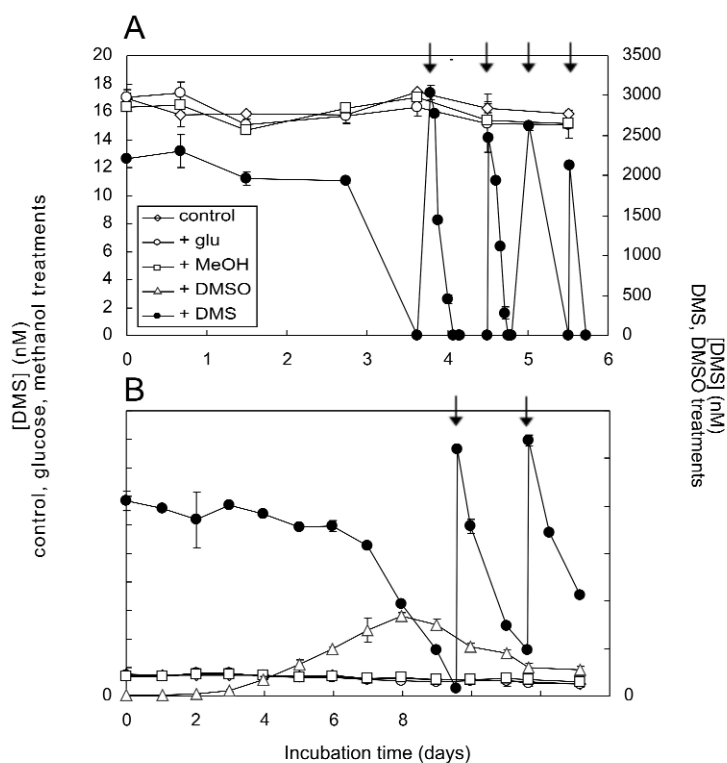 A
20
18
16
14
12
10
8
6
4
2
0
3500
3000
2500
2000
1500
1000
500
0
control
+ glu
+ MeOH
+ DMSO
+ DMS
0 1 2 3 4 5 6
B
0
0
0 0 2 4 6 8
Incubation time (days)
[DMS] (nM)
control, glucose, methanol treatments
[DMS] (nM)
DMS, DMSO treatments